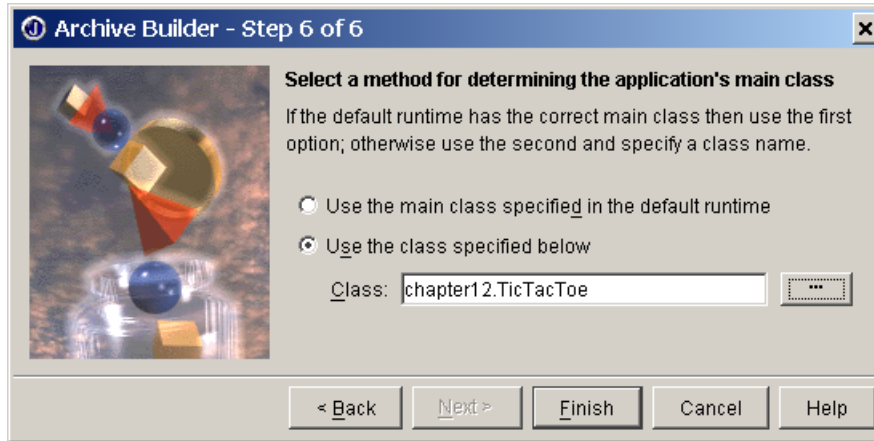 Archive Builder - Step 6 of 6
Select a method for determining the application's main class
If the default runtime has the correct main class then use the first
option; otherwise use the second and specify a class name.
Use the main class specified in the default runtime
Use the class specified below
Class: chapter12.TicTacToe ...
< Back Next > Finish Cancel Help